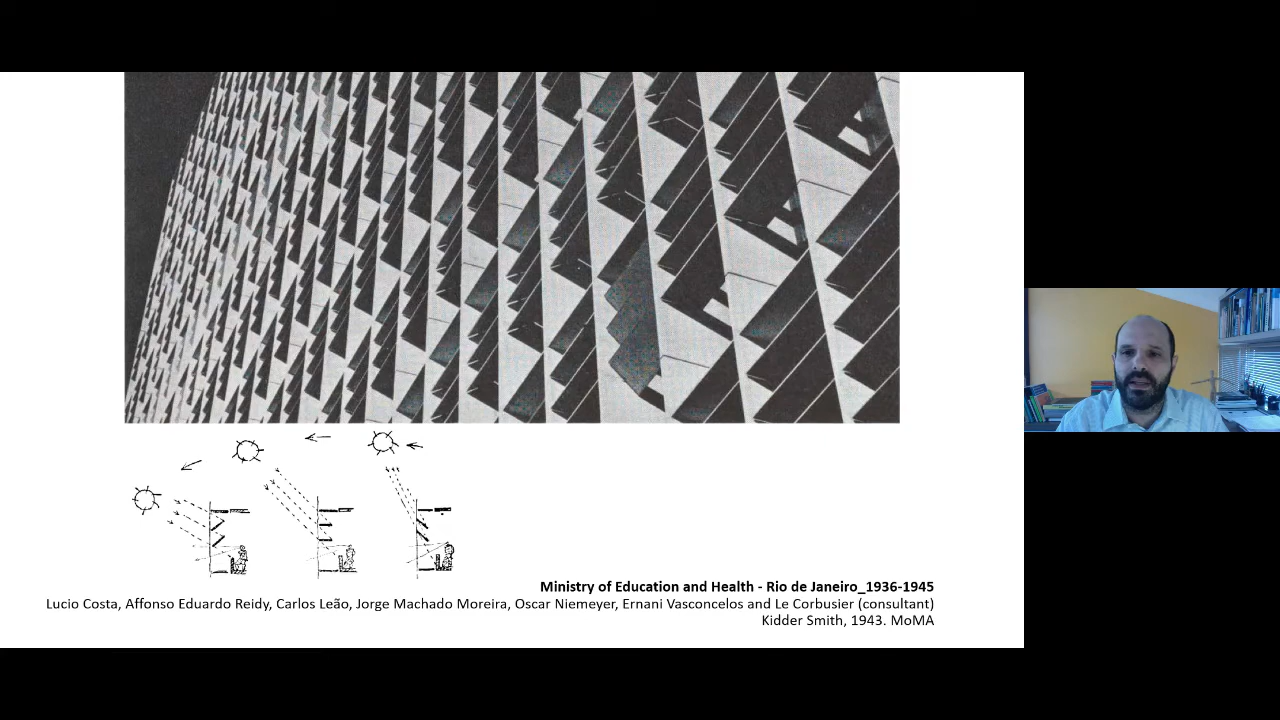 Ministry of Education and Health - Rio de Janeiro_1936-1945
Lucio Costa, Affonso Eduardo Reidy, Carlos Leão, Jorge Machado Moreira, Oscar Niemeyer, Ernani Vasconcelos and Le Corbusier (consultant)
Kidder Smith, 1943. MoMA